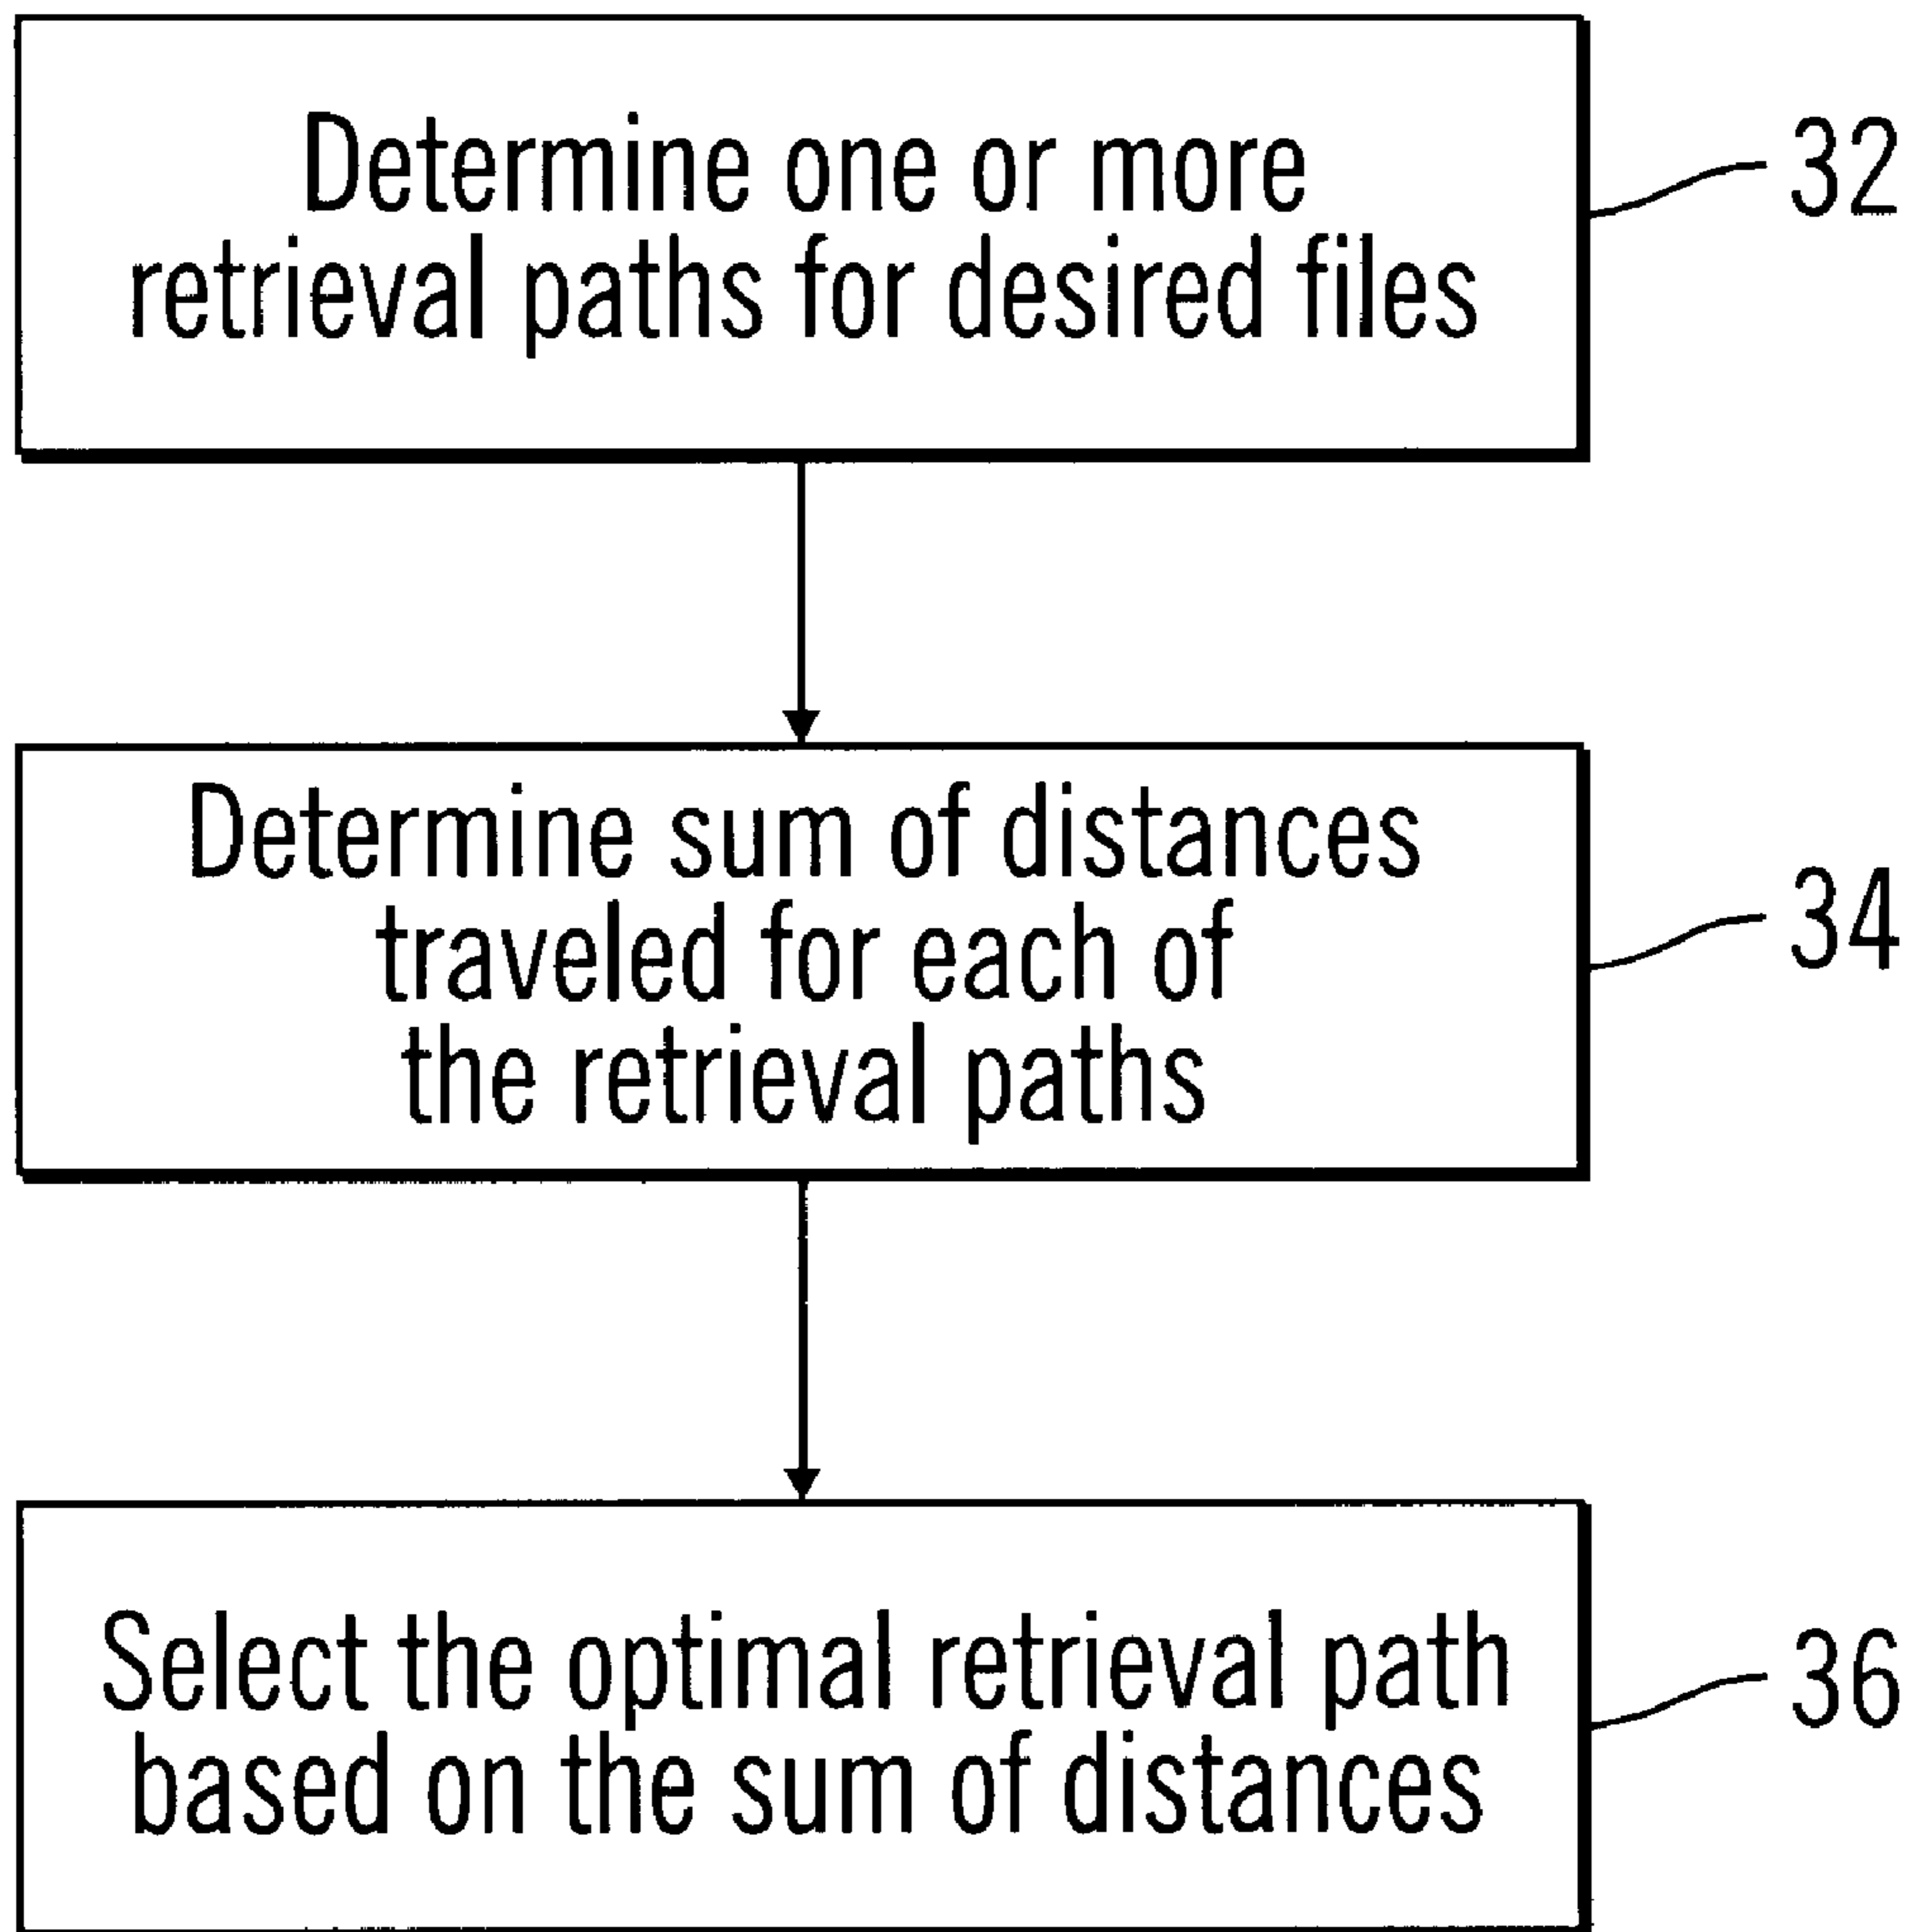 Determine one or more
retrieval paths for desired files
32
Determine sum of distances
traveled for each of
the retrieval paths
34
Select the optimal retrieval path
based on the sum of distances
36